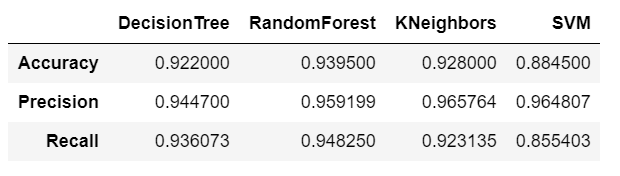 DecisionTree RandomForest KNeighbors SVM
Accuracy 0.922000 0.939500 0.928000 0.884500
Precision 0.944700 0.959199 0.965764 0.964807
Recall 0.936073 0.948250 0.923135 0.855403